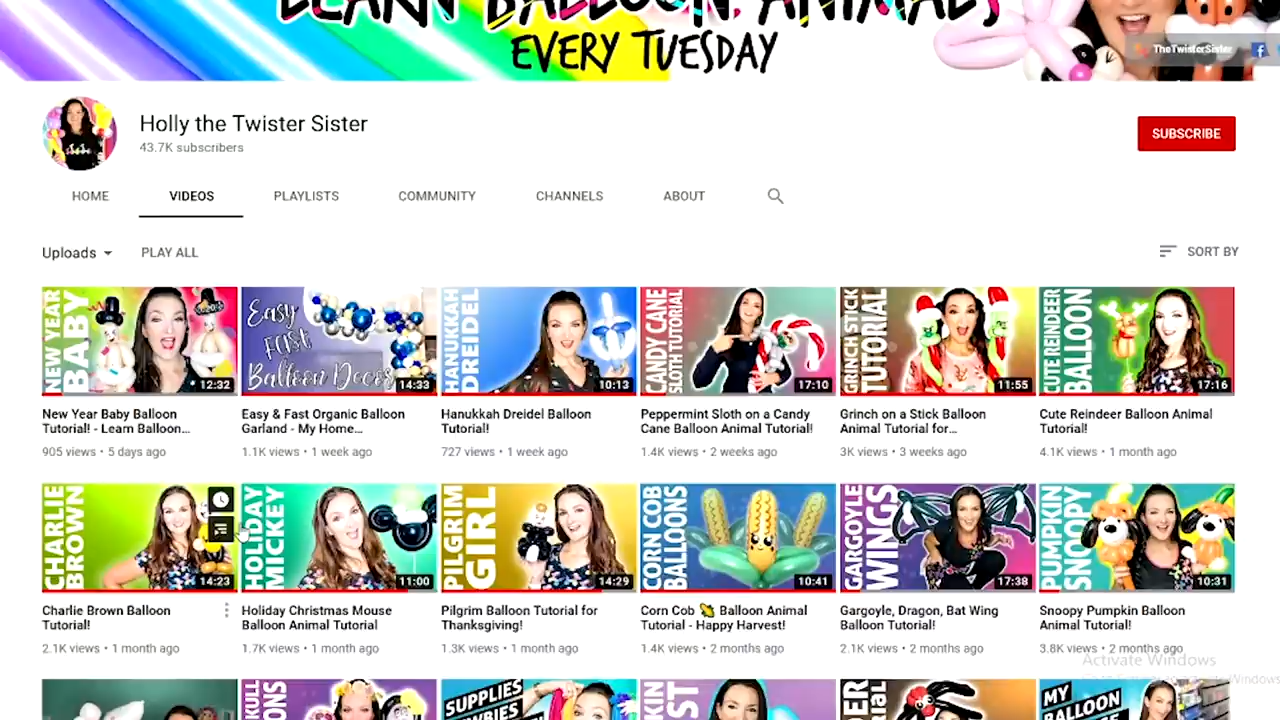 LEARN BALLOON ANIMALS
EVERY TUESDAY
TheTwisterSister
Holly the Twister Sister
43.7K subscribers
SUBSCRIBE
HOME VIDEOS PLAYLISTS COMMUNITY CHANNELS ABOUT
Uploads PLAY ALL SORT BY
NEW YEAR BABY 12:32
Easy & Fast Balloon Decor 14:33
HANUKKAH DREIDEL 10:13
CANDY CANE SLOTH TUTORIAL 17:10
GRINCH STICK TUTORIAL 11:55
CUTE REINDEER BALLOON 17:16
New Year Baby Balloon
Tutorial! - Learn Balloon...
905 views • 5 days ago
Easy & Fast Organic Balloon
Garland - My Home...
1.1K views • 1 week ago
Hanukkah Dreidel Balloon
Tutorial!
727 views • 1 week ago
Peppermint Sloth on a Candy
Cane Balloon Animal Tutorial!
1.4K views • 2 weeks ago
Grinch on a Stick Balloon
Animal Tutorial for...
3K views • 3 weeks ago
Cute Reindeer Balloon Animal
Tutorial!
4.1K views • 1 month ago
CHARLIE BROWN 14:23
HOLIDAY MICKEY 11:00
PILGRIM GIRL 14:29
CORN COB BALLOONS 10:41
GARGOYLE WINGS 17:38
PUMPKIN SNOOPY 10:31
Charlie Brown Balloon
Tutorial!
2.1K views • 1 month ago
Holiday Christmas Mouse
Balloon Animal Tutorial
1.7K views • 1 month ago
Pilgrim Balloon Tutorial for
Thanksgiving!
1.3K views • 1 month ago
Corn Cob 🌽 Balloon Animal
Tutorial - Happy Harvest!
1.4K views • 2 months ago
Gargoyle, Dragon, Bat Wing
Balloon Tutorial!
2.1K views • 2 months ago
Snoopy Pumpkin Balloon
Animal Tutorial!
3.8K views • 2 months ago
Activate Windows
SUPPLIES
MY
BALLOON